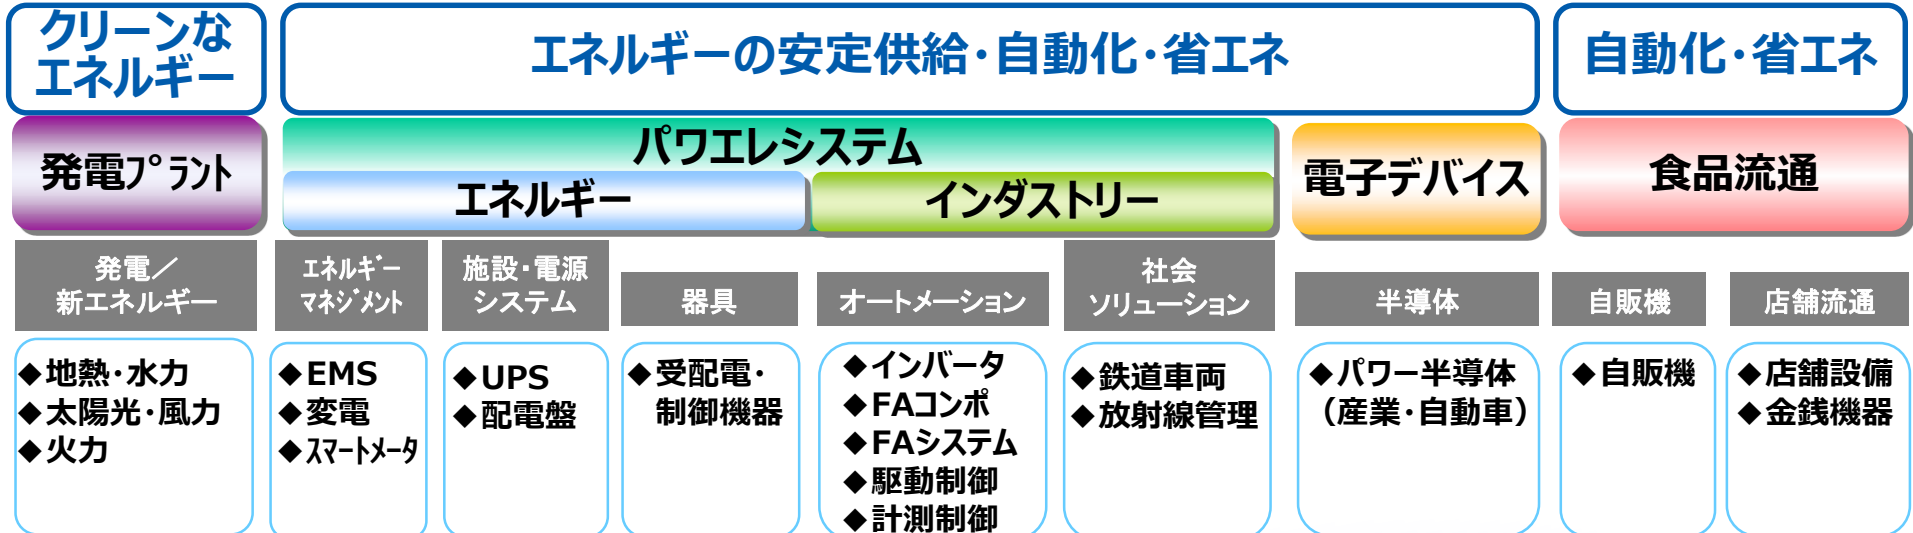 クリーンな
エネルギー
エネルギーの安定供給・自動化・省エネ
自動化・省エネ
発電プラント
パワエレシステム
エネルギー
インダストリー
電子デバイス
食品流通
発電／
新エネルギー
エネルギー
マネジメント
施設・電源
システム
器具
オートメーション
社会
ソリューション
半導体
自販機
店舗流通
◆地熱・水力
◆太陽光・風力
◆火力
◆EMS
◆変電
◆スマートメータ
◆UPS
◆配電盤
◆受配電・
制御機器
◆インバータ
◆FAコンポ
◆FAシステム
◆駆動制御
◆計測制御
◆鉄道車両
◆放射線管理
◆パワー半導体
（産業・自動車）
◆自販機
◆店舗設備
◆金銭機器